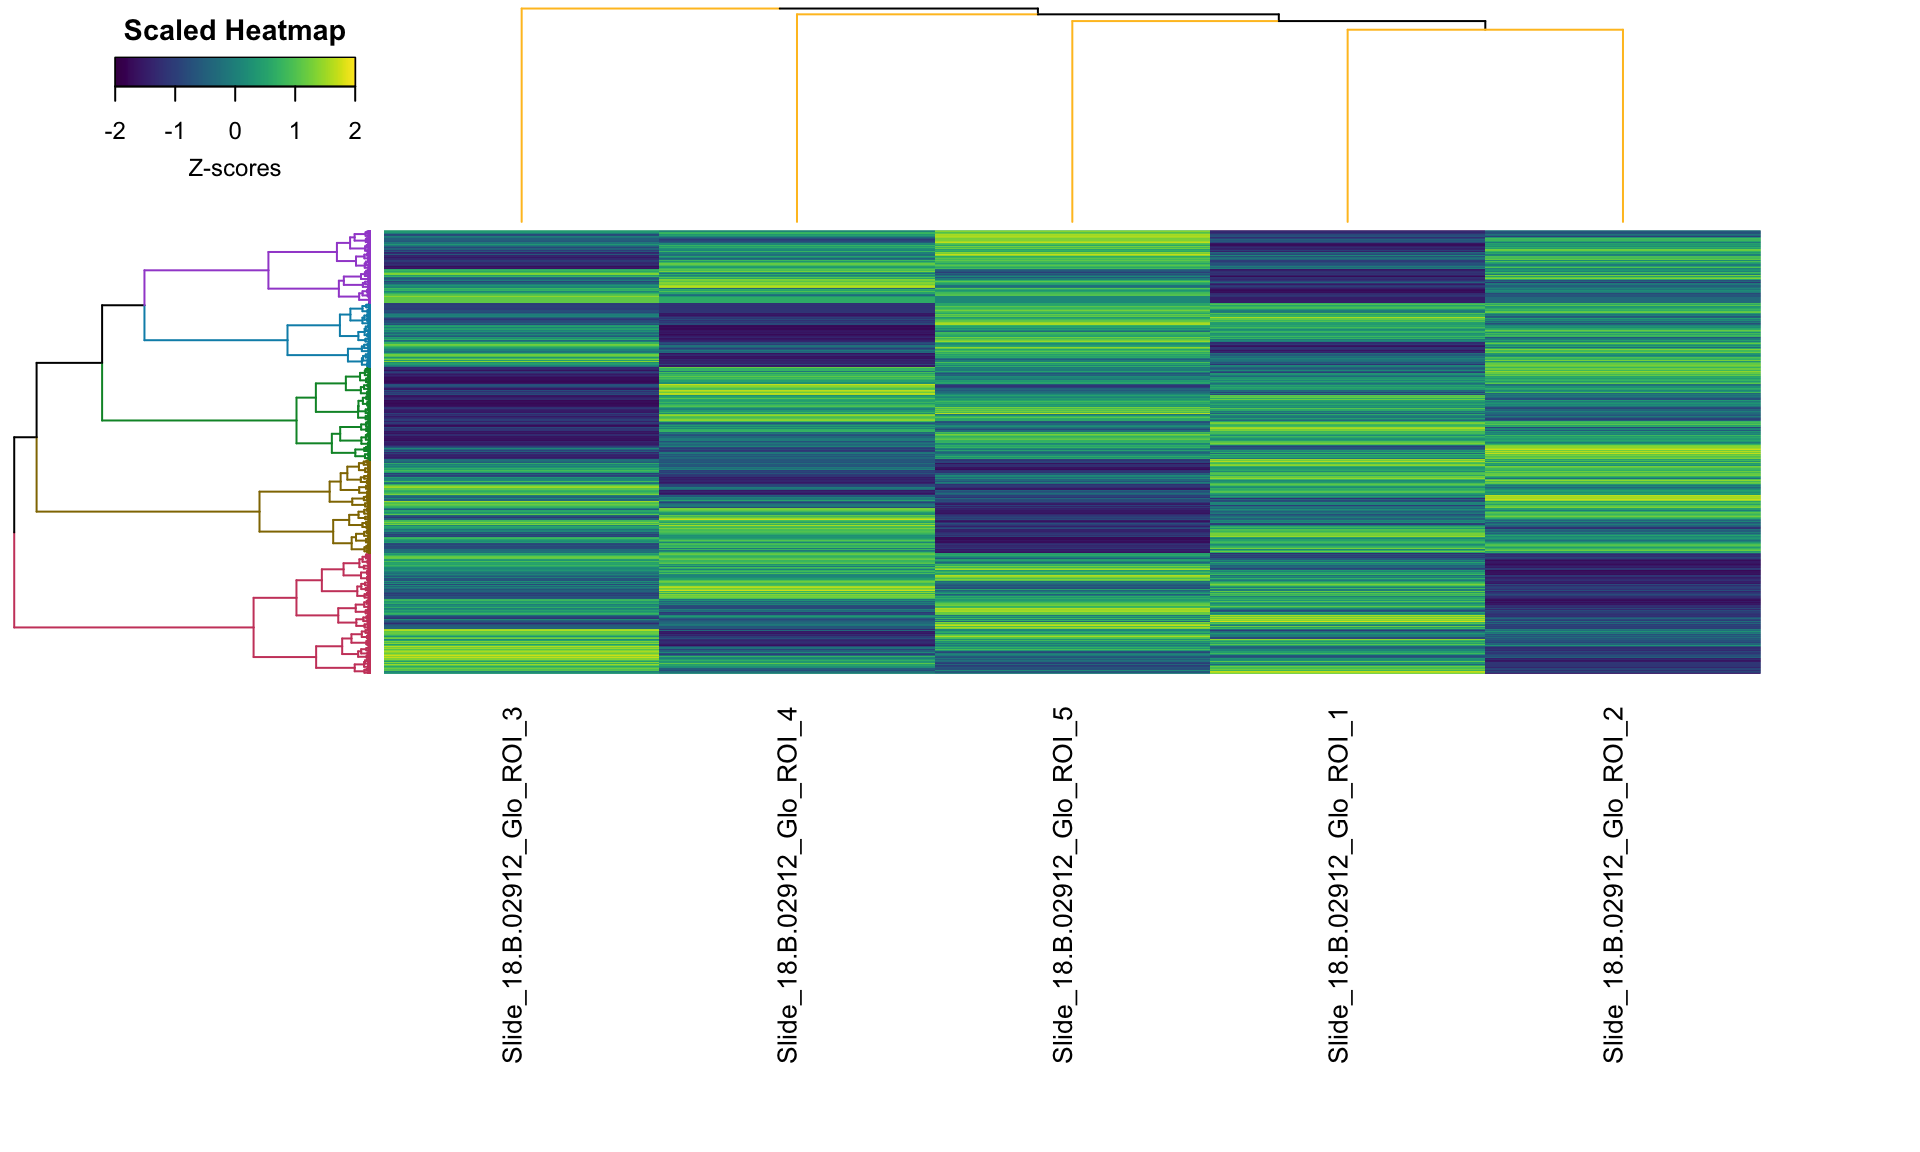 Scaled Heatmap
-2 -1 0 1 2
Z-scores
Slide_18.B.02912_Glo_ROI_3
Slide_18.B.02912_Glo_ROI_4
Slide_18.B.02912_Glo_ROI_5
Slide_18.B.02912_Glo_ROI_1
Slide_18.B.02912_Glo_ROI_2